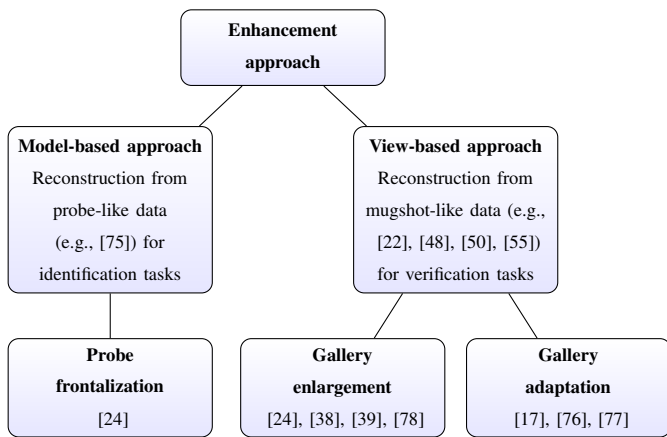 Enhancement
approach
Model-based approach
Reconstruction from
probe-like data
(e.g., [75]) for
identification tasks
View-based approach
Reconstruction from
mugshot-like data (e.g.,
[22], [48], [50], [55])
for verification tasks
Probe
frontalization
[24]
Gallery
enlargement
[24], [38], [39], [78]
Gallery
adaptation
[17], [76], [77]